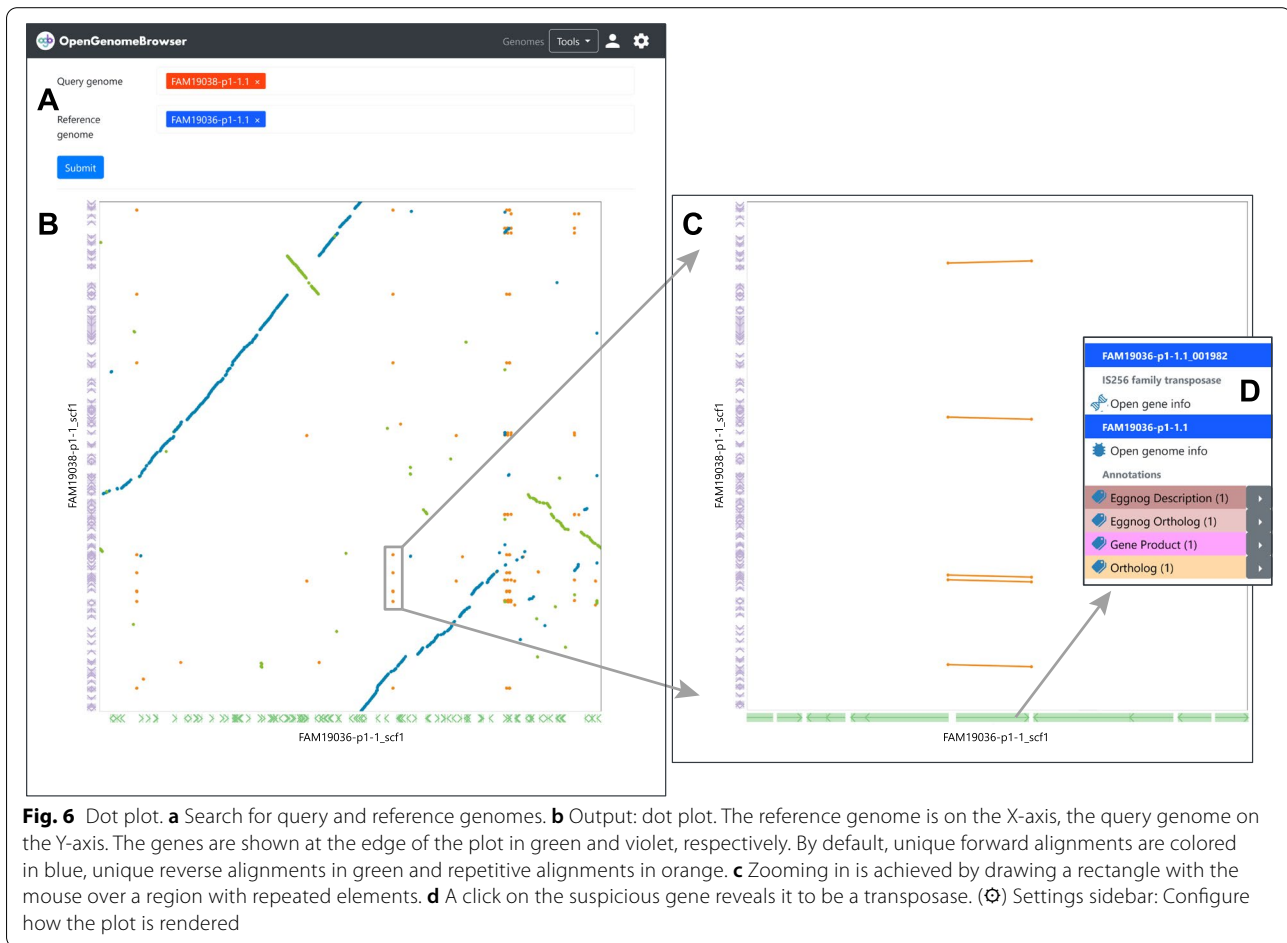 OpenGenomeBrowser
Genomes Tools
A
Query genome
FAM19038-p1-1.1 ×
Reference genome
FAM19036-p1-1.1 ×
Submit
B
FAM19038-p1-1_scf1
FAM19036-p1-1_scf1
C
FAM19038-p1-1_scf1
FAM19036-p1-1_scf1
D
FAM19036-p1-1.1_001982
IS256 family transposase
Open gene info
FAM19036-p1-1.1
Open genome info
Annotations
Eggnog Description (1)
Eggnog Ortholog (1)
Gene Product (1)
Ortholog (1)
Fig. 6 Dot plot. a Search for query and reference genomes. b Output: dot plot. The reference genome is on the X-axis, the query genome on
the Y-axis. The genes are shown at the edge of the plot in green and violet, respectively. By default, unique forward alignments are colored
in blue, unique reverse alignments in green and repetitive alignments in orange. c Zooming in is achieved by drawing a rectangle with the
mouse over a region with repeated elements. d A click on the suspicious gene reveals it to be a transposase. (⚙) Settings sidebar: Configure
how the plot is rendered